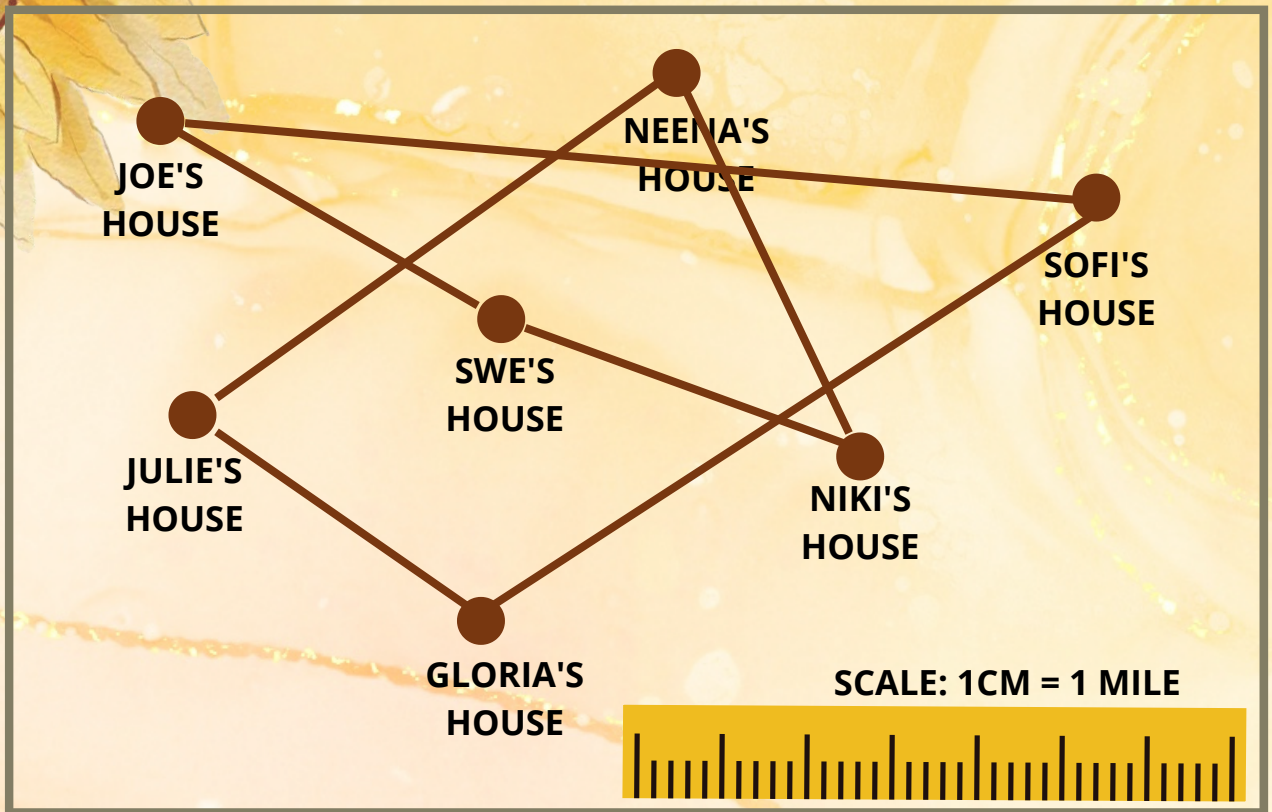 NEENA'S
HOUSE
JOE'S
HOUSE
SOFI'S
HOUSE
SWE'S
HOUSE
JULIE'S
HOUSE
NIKI'S
HOUSE
GLORIA'S
HOUSE
SCALE: 1CM = 1 MILE